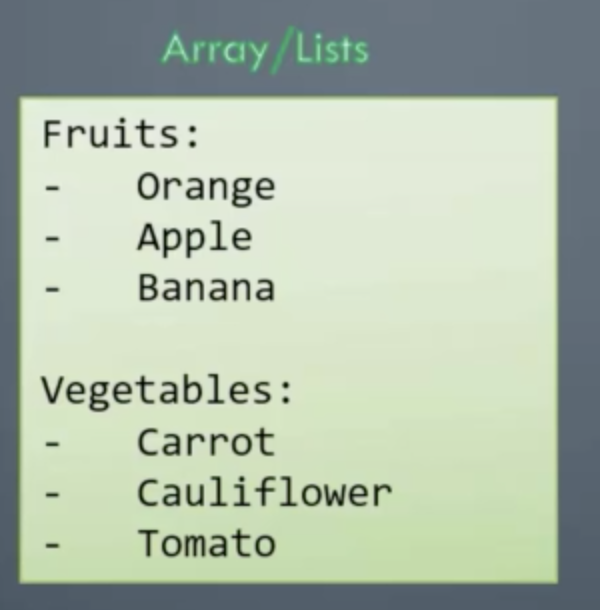 Array/Lists
Fruits:
-   Orange
-   Apple
-   Banana
Vegetables:
-   Carrot
-   Cauliflower
-   Tomato